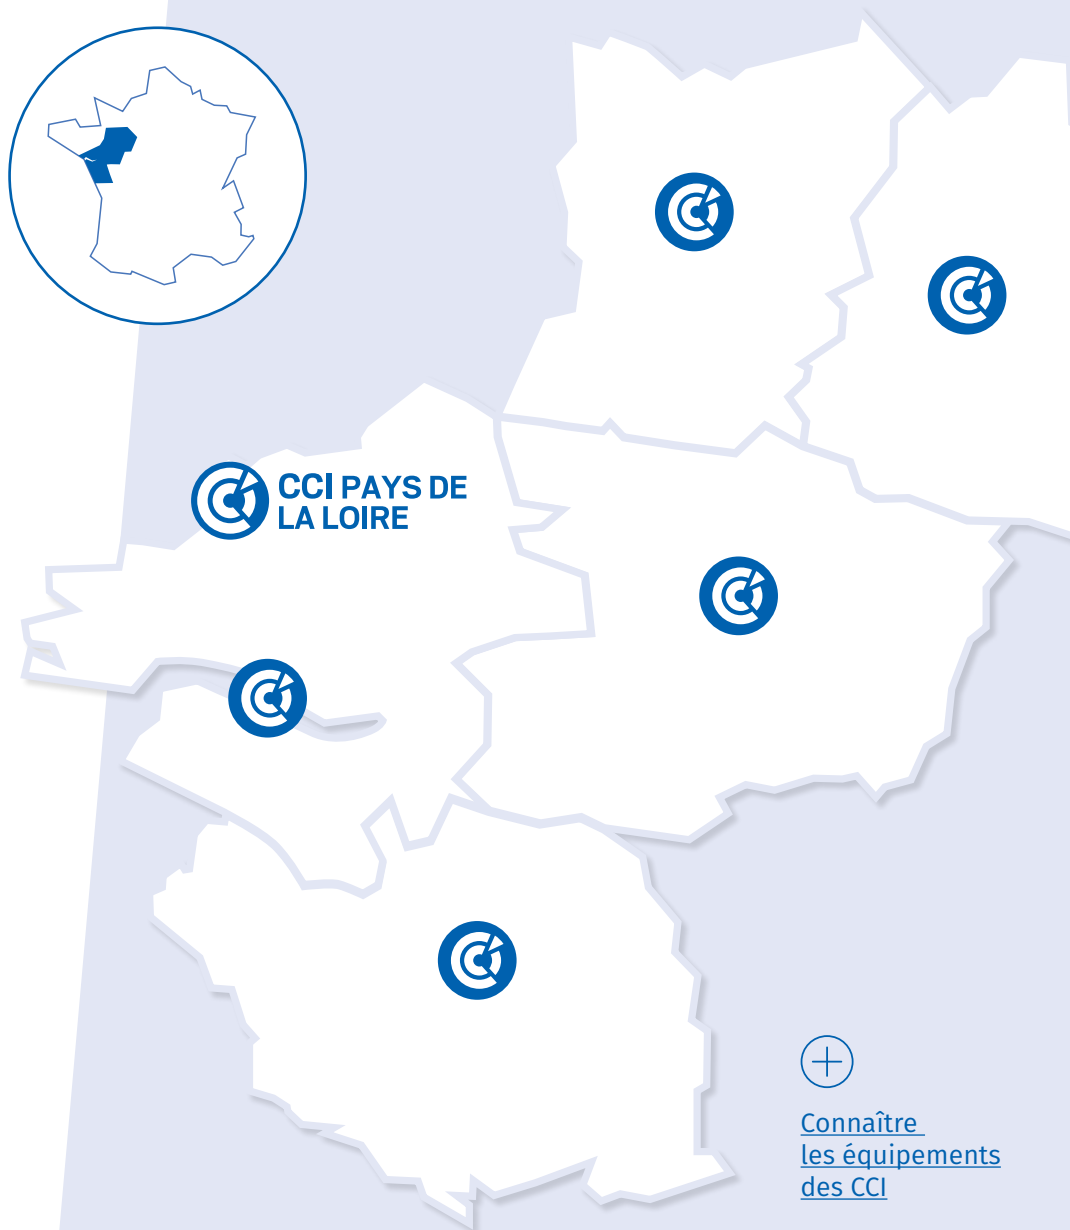 CCI PAYS DE
LA LOIRE
Connaître
les équipements
des CCI